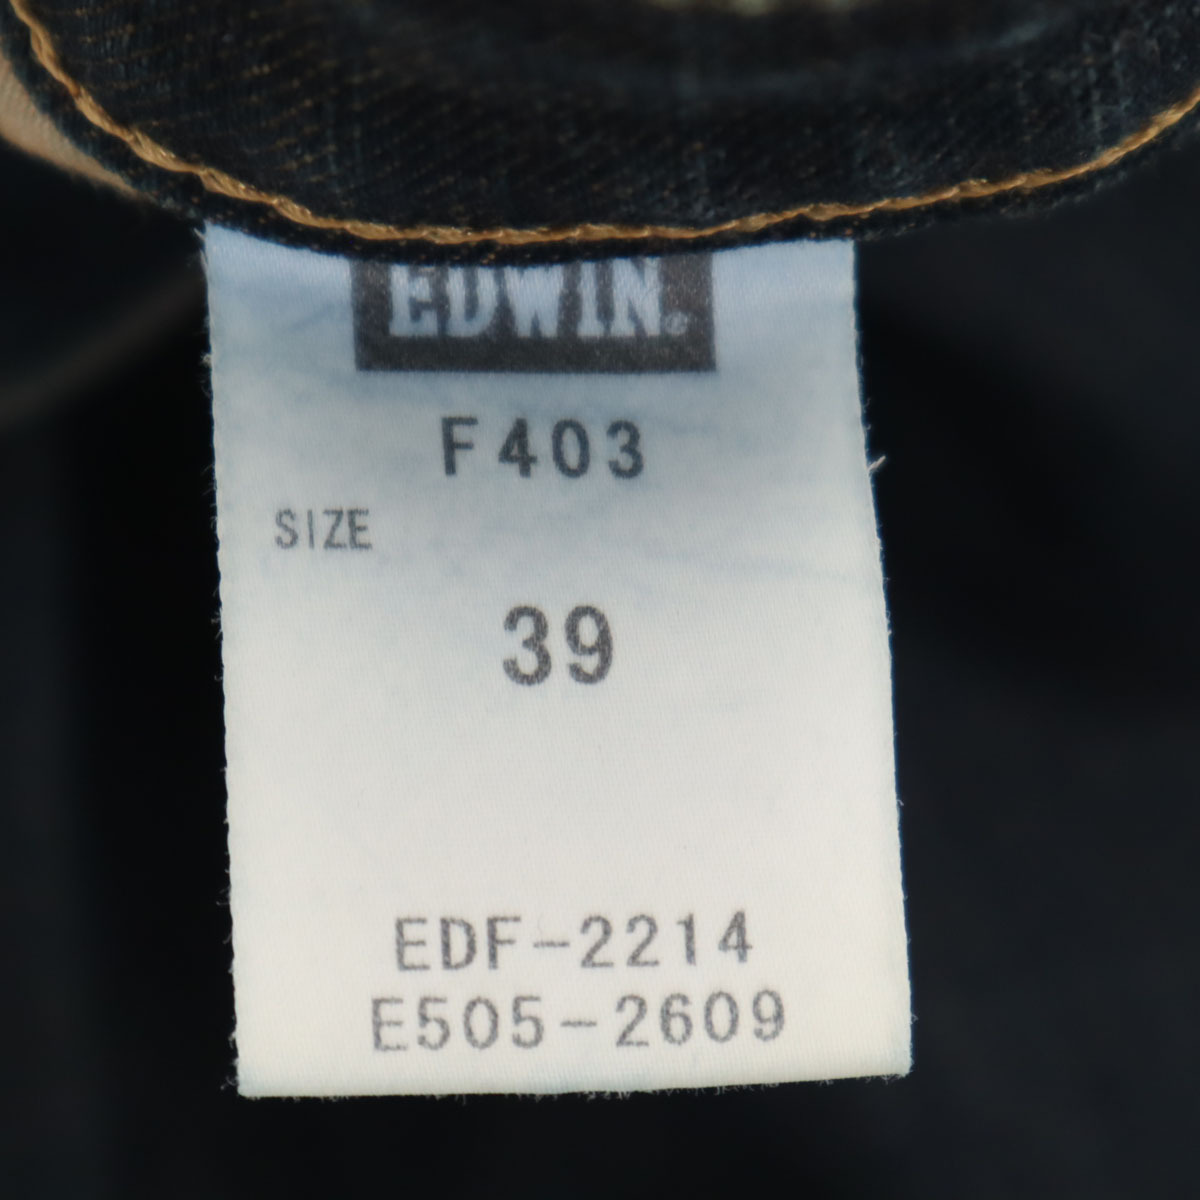 EDWIN®
F403
SIZE
39
EDF-2214
E505-2609